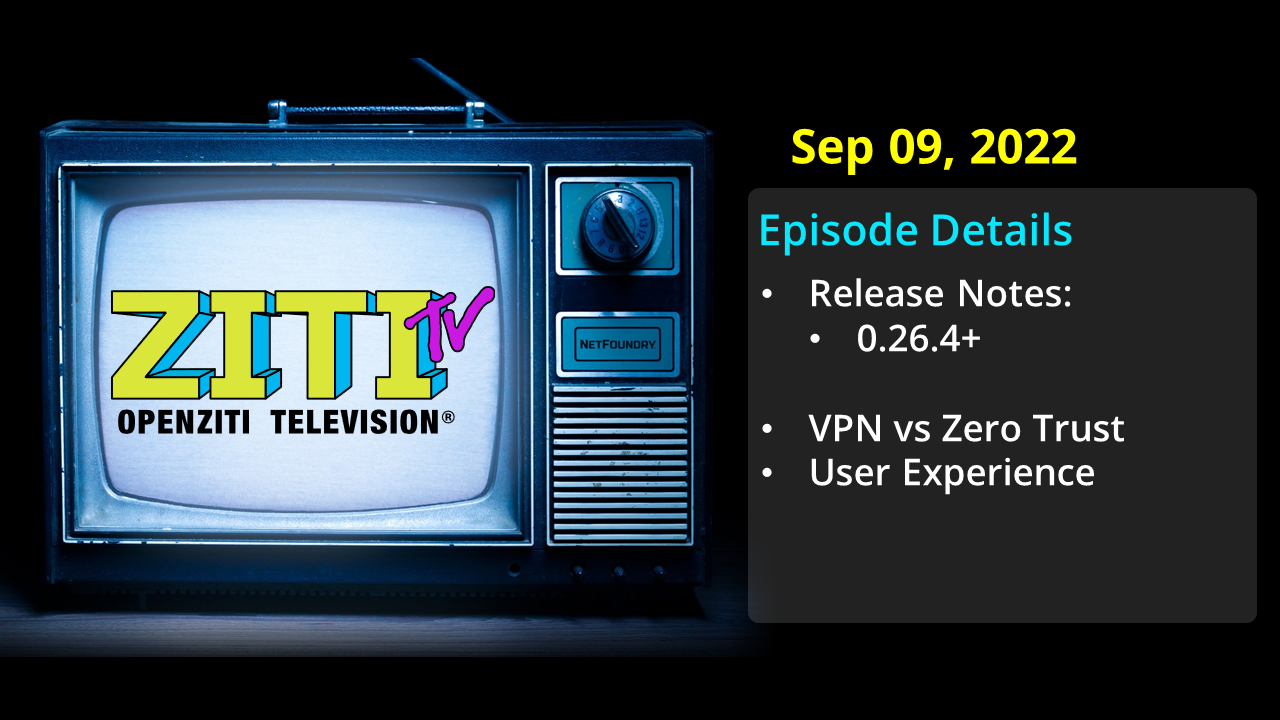 Sep 09, 2022
ZITI TV
OPENZITI TELEVISION®
NETFOUNDRY
Episode Details
• Release Notes:
• 0.26.4+
• VPN vs Zero Trust
• User Experience